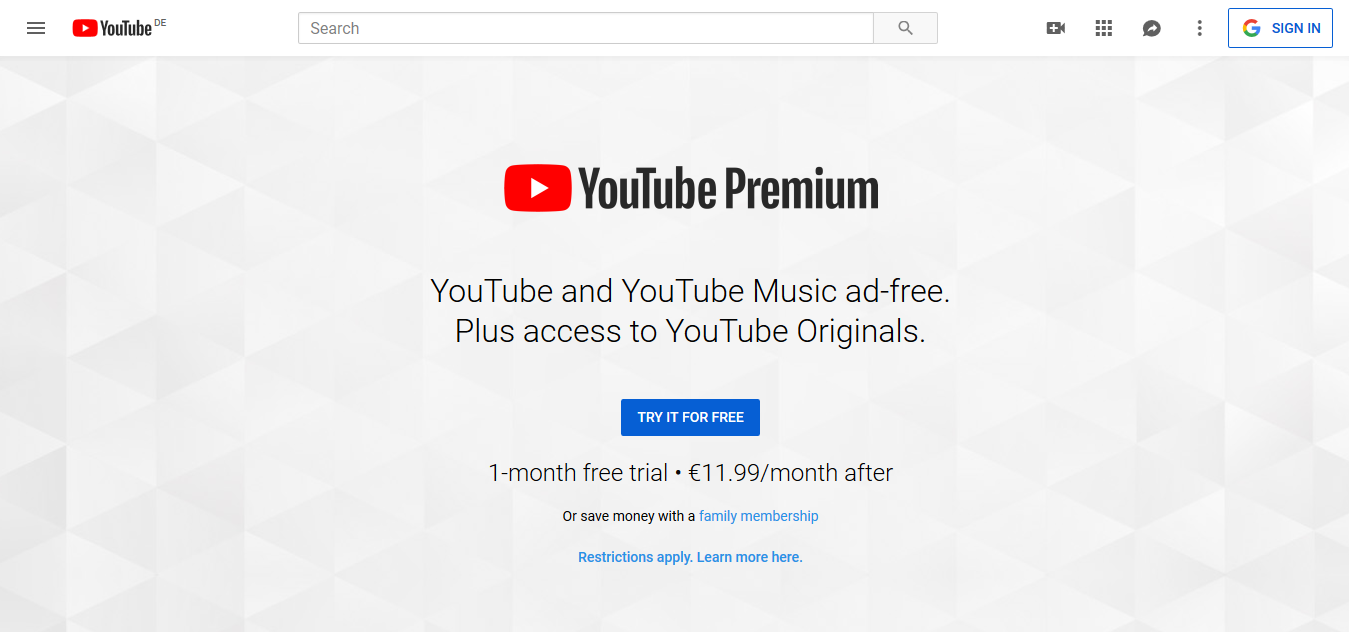 YouTube DE
Search
SIGN IN
YouTube Premium
YouTube and YouTube Music ad-free.
Plus access to YouTube Originals.
TRY IT FOR FREE
1-month free trial • €11.99/month after
Or save money with a family membership
Restrictions apply. Learn more here.